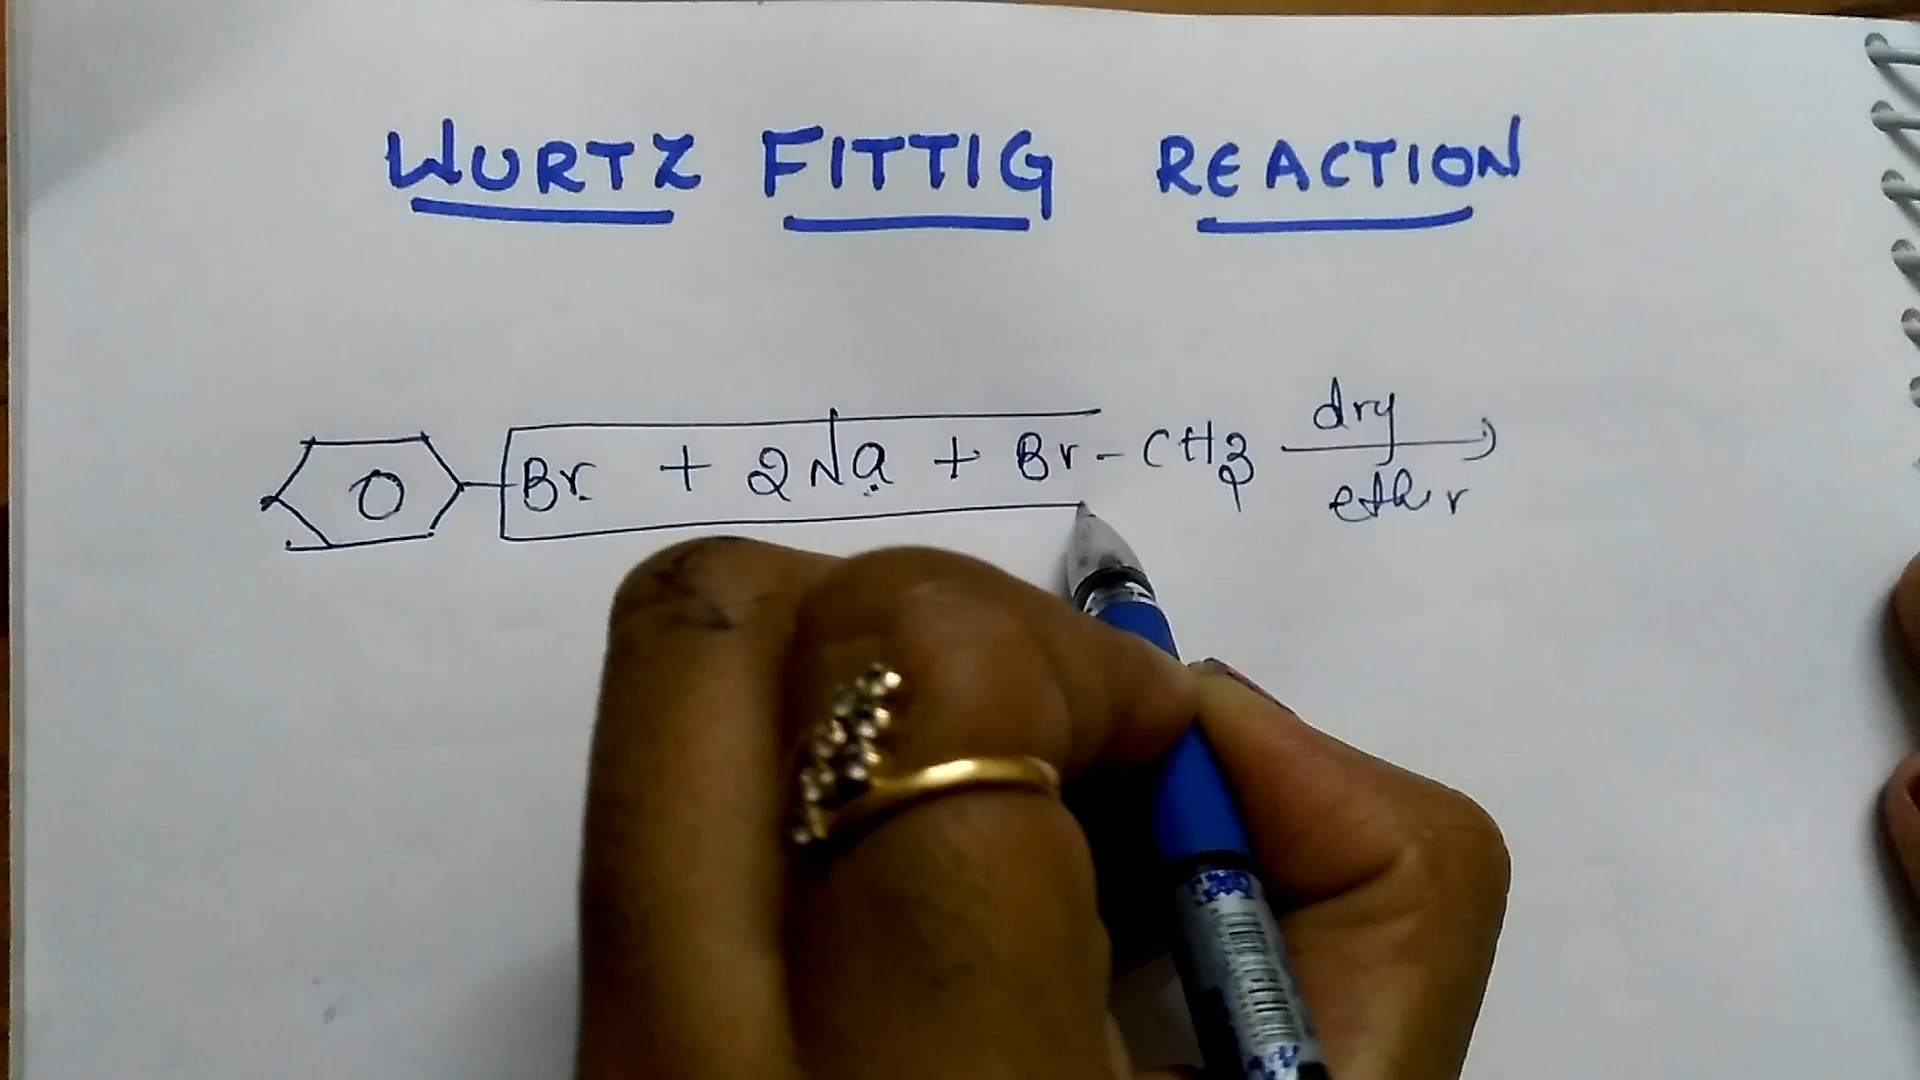 WURTZ FITTIG REACTION
Br + 2Na + Br - CH3 dry
ether